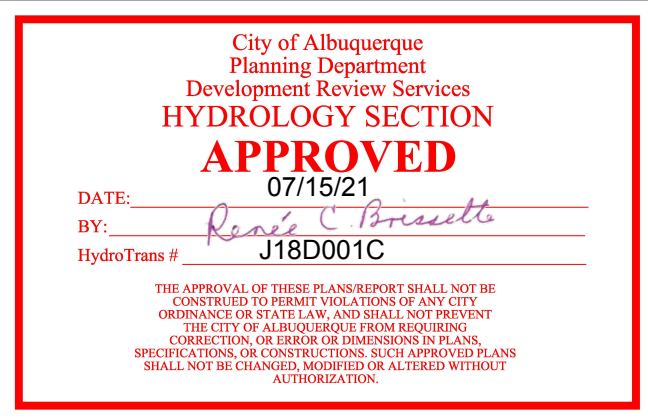 City of Albuquerque
Planning Department
Development Review Services
HYDROLOGY SECTION
APPROVED
DATE: 07/15/21
BY: Renée C. Brissette
HydroTrans # J18D001C
THE APPROVAL OF THESE PLANS/REPORT SHALL NOT BE
CONSTRUED TO PERMIT VIOLATIONS OF ANY CITY
ORDINANCE OR STATE LAW, AND SHALL NOT PREVENT
THE CITY OF ALBUQUERQUE FROM REQUIRING
CORRECTION, OR ERROR OR DIMENSIONS IN PLANS,
SPECIFICATIONS, OR CONSTRUCTIONS. SUCH APPROVED PLANS
SHALL NOT BE CHANGED, MODIFIED OR ALTERED WITHOUT
AUTHORIZATION.